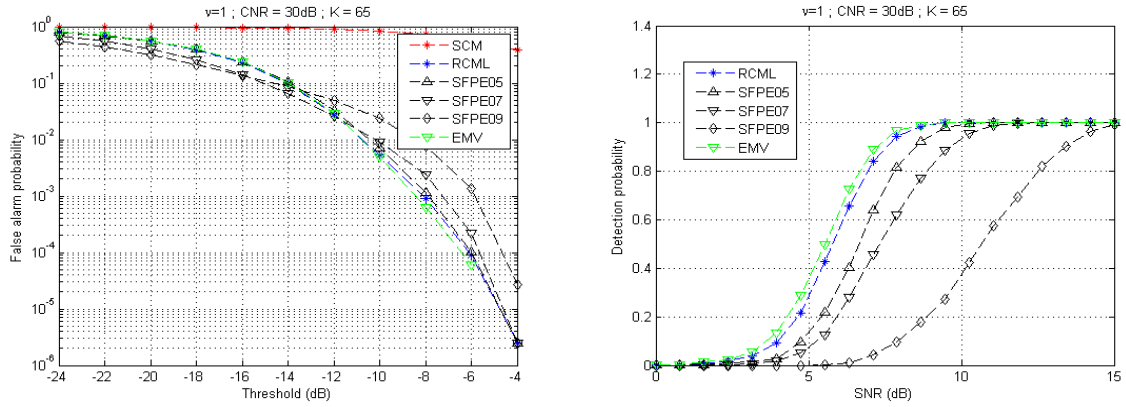 ν=1 ; CNR = 30dB ; K = 65
10^0
10^-1
10^-2
10^-3
10^-4
10^-5
10^-6
False alarm probability
SCM
RCML
SFPE05
SFPE07
SFPE09
EMV
-24 -22 -20 -18 -16 -14 -12 -10 -8 -6 -4
Threshold (dB)
ν=1 ; CNR = 30dB ; K = 65
1.4
1.2
1
0.8
0.6
0.4
0.2
0
Detection probability
RCML
SFPE05
SFPE07
SFPE09
EMV
0 5 10 15
SNR (dB)